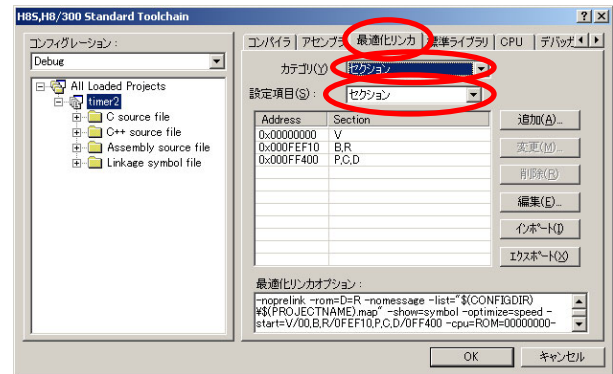 H8S,H8/300 Standard Toolchain
コンフィグレーション :
Debug
All Loaded Projects
timer2
C source file
C++ source file
Assembly source file
Linkage symbol file
コンパイラ アセンブラ 最適化リンカ 標準ライブラリ CPU デバッガ
カテゴリ(Y) セクション
設定項目(S) : セクション
Address Section
0x00000000 V
0x000FEF10 B,R
0x000FF400 P,C,D
追加(A)...
変更(M)...
削除(R)
編集(E)...
インポート(I)
エクスポート(X)
最適化リンカオプション :
-noprelink -rom=D=R -nomessage -list="$(CONFIGDIR)
¥$(PROJECTNAME).map" -show=symbol -optimize=speed -
start=V/00,B,R/0FEF10,P,C,D/0FF400 -cpu=ROM=00000000-
OK キャンセル